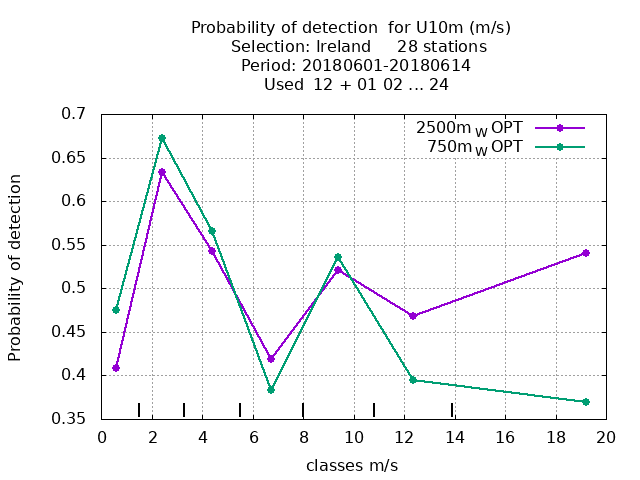 Probability of detection for U10m (m/s)
Selection: Ireland 28 stations
Period: 20180601-20180614
Used 12 + 01 02 ... 24
2500m W OPT
750m W OPT
Probability of detection
0.7
0.65
0.6
0.55
0.5
0.45
0.4
0.35
0 2 4 6 8 10 12 14 16 18 20
classes m/s